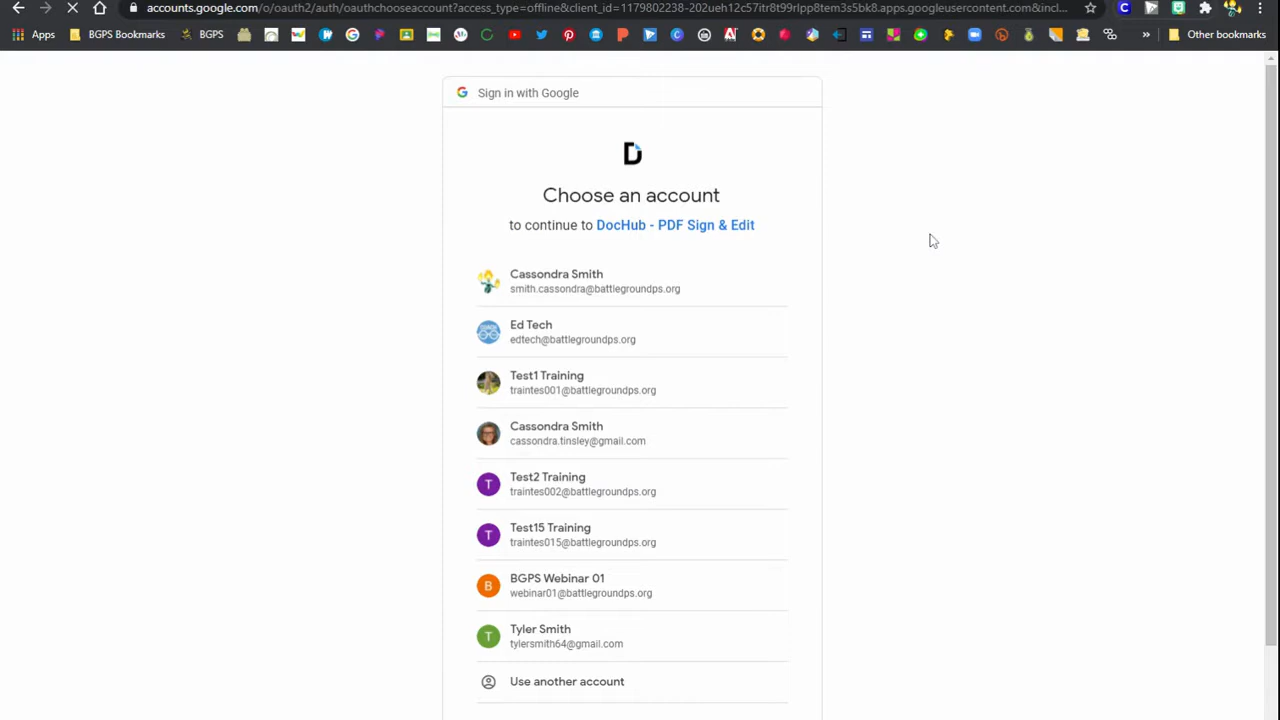 accounts.google.com/o/oauth2/auth/oauthchooseaccount?access_type=offline&client_id=1179802238-202ueh12c57itr8t99rlpp8tem3s5bk8.apps.googleusercontent.com&incl...
Apps BGPS Bookmarks BGPS » Other bookmarks
Sign in with Google
D
Choose an account
to continue to DocHub - PDF Sign & Edit
Cassondra Smith
smith.cassondra@battlegroundps.org
Ed Tech
edtech@battlegroundps.org
Test1 Training
traintes001@battlegroundps.org
Cassondra Smith
cassondra.tinsley@gmail.com
T
Test2 Training
traintes002@battlegroundps.org
T
Test15 Training
traintes015@battlegroundps.org
B
BGPS Webinar 01
webinar01@battlegroundps.org
T
Tyler Smith
tylersmith64@gmail.com
Use another account